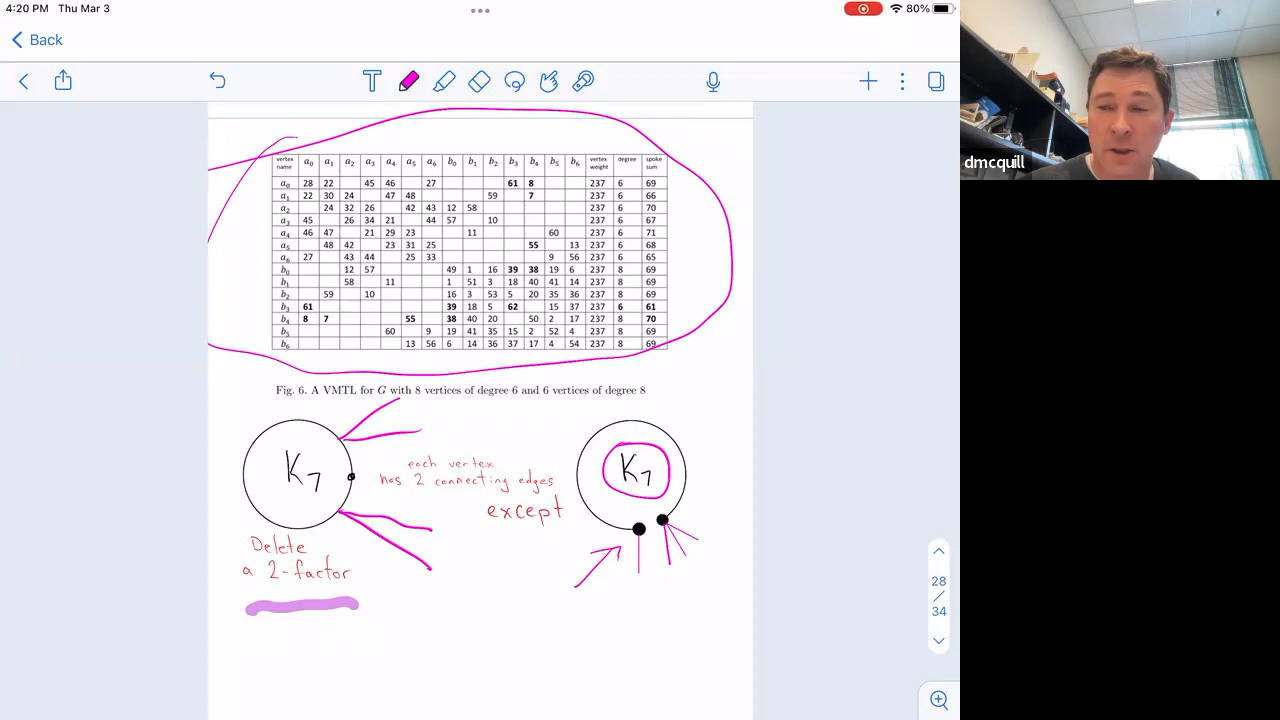 4:20 PM Thu Mar 3
80%
Back
T
vertex name a0 a1 a2 a3 a4 a5 a6 b0 b1 b2 b3 b4 b5 b6 vertex weight degree spoke sum
a0 28 22 45 46 27 61 8 237 6 69
a1 22 30 24 47 48 59 7 237 6 66
a2 24 32 26 42 43 12 58 237 6 70
a3 45 26 34 21 44 57 10 237 6 67
a4 46 47 21 29 23 11 60 237 6 71
a5 48 42 23 31 25 55 13 237 6 68
a6 27 43 44 25 33 9 56 237 6 65
b0 12 57 49 1 16 39 38 19 6 237 8 69
b1 58 11 1 51 3 18 40 41 14 237 8 69
b2 59 10 16 3 53 5 20 35 36 237 8 69
b3 61 39 18 5 62 15 37 237 6 61
b4 8 7 55 38 40 20 50 2 17 237 8 70
b5 60 9 19 41 35 15 2 52 4 237 8 69
b6 13 56 6 14 36 37 17 4 54 237 8 69
Fig. 6. A VMTL for G with 8 vertices of degree 6 and 6 vertices of degree 8
K7
each vertex
has 2 connecting edges
except
K7
Delete
a 2-factor
28
/
34
dmcquill